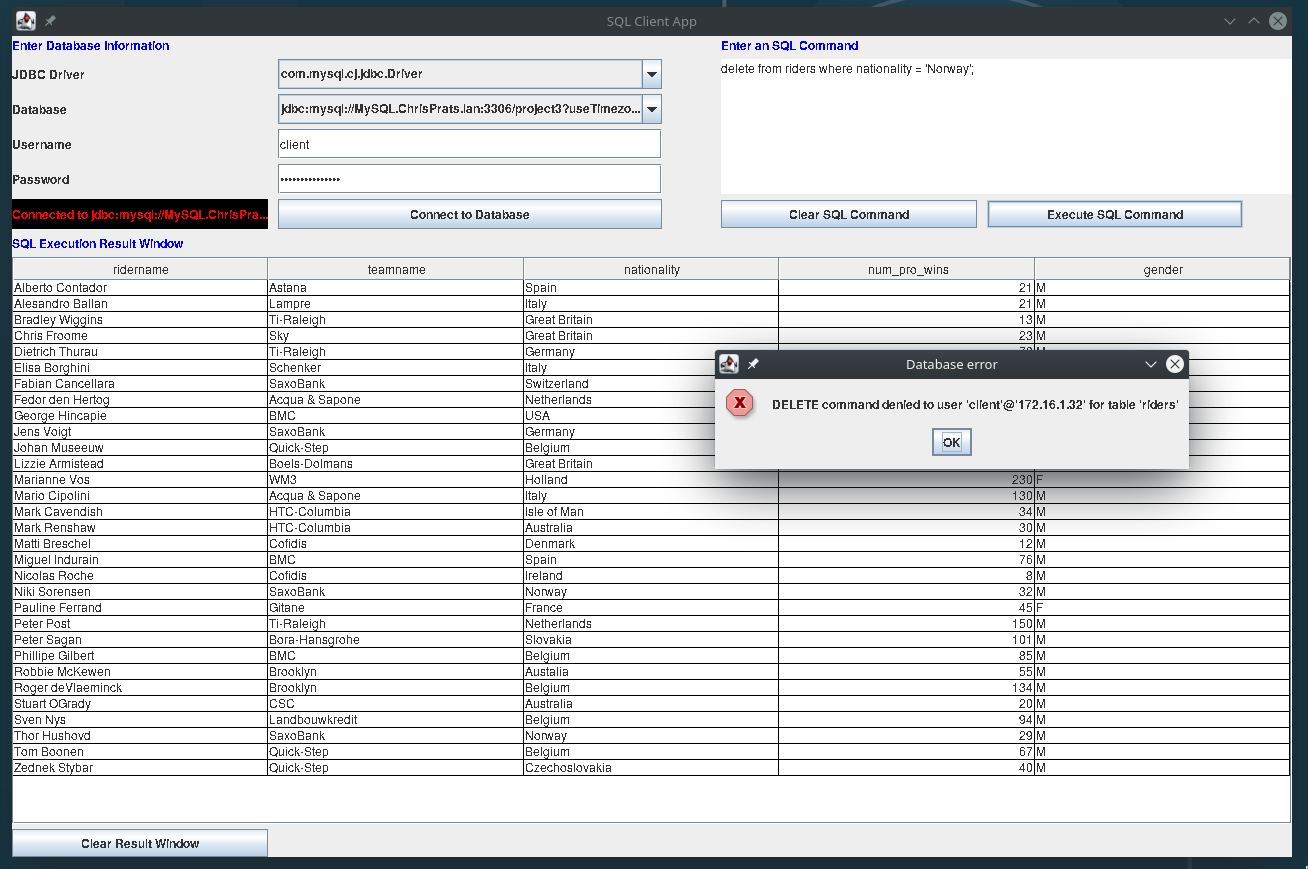 SQL Client App
Enter Database Information
Enter an SQL Command
JDBC Driver
com.mysql.cj.jdbc.Driver
delete from riders where nationality = 'Norway';
Database
jdbc:mysql://MySQL.ChrisPrats.lan:3306/project3?useTimezo...
Username
client
Password
••••••••••••••
Connected to jdbc:mysql://MySQL.ChrisPra...
Connect to Database
Clear SQL Command
Execute SQL Command
SQL Execution Result Window
ridername teamname nationality num_pro_wins gender
Alberto Contador Astana Spain 21 M
Alesandro Ballan Lampre Italy 21 M
Bradley Wiggins Ti-Raleigh Great Britain 13 M
Chris Froome Sky Great Britain 23 M
Dietrich Thurau Ti-Raleigh Germany
Elisa Borghini Schenker Italy
Fabian Cancellara SaxoBank Switzerland
Fedor den Hertog Acqua & Sapone Netherlands
George Hincapie BMC USA
Jens Voigt SaxoBank Germany
Johan Museeuw Quick-Step Belgium
Lizzie Armistead Boels-Dolmans Great Britain
Marianne Vos WM3 Holland 230 F
Mario Cipolini Acqua & Sapone Italy 130 M
Mark Cavendish HTC-Columbia Isle of Man 34 M
Mark Renshaw HTC-Columbia Australia 30 M
Matti Breschel Cofidis Denmark 12 M
Miguel Indurain BMC Spain 76 M
Nicolas Roche Cofidis Ireland 8 M
Niki Sorensen SaxoBank Norway 32 M
Pauline Ferrand Gitane France 45 F
Peter Post Ti-Raleigh Netherlands 150 M
Peter Sagan Bora-Hansgrohe Slovakia 101 M
Phillipe Gilbert BMC Belgium 85 M
Robbie McKewen Brooklyn Austalia 55 M
Roger deVlaeminck Brooklyn Belgium 134 M
Stuart OGrady CSC Australia 20 M
Sven Nys Landbouwkredit Belgium 94 M
Thor Hushovd SaxoBank Norway 29 M
Tom Boonen Quick-Step Belgium 67 M
Zednek Stybar Quick-Step Czechoslovakia 40 M
Database error
DELETE command denied to user 'client'@'172.16.1.32' for table 'riders'
OK
Clear Result Window